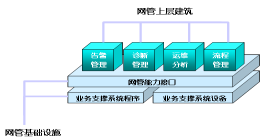 网管上层建筑
告警管理
诊断管理
运维分析
流程管理
网管能力接口
业务支撑系统程序
业务支撑系统设备
网管基础设施